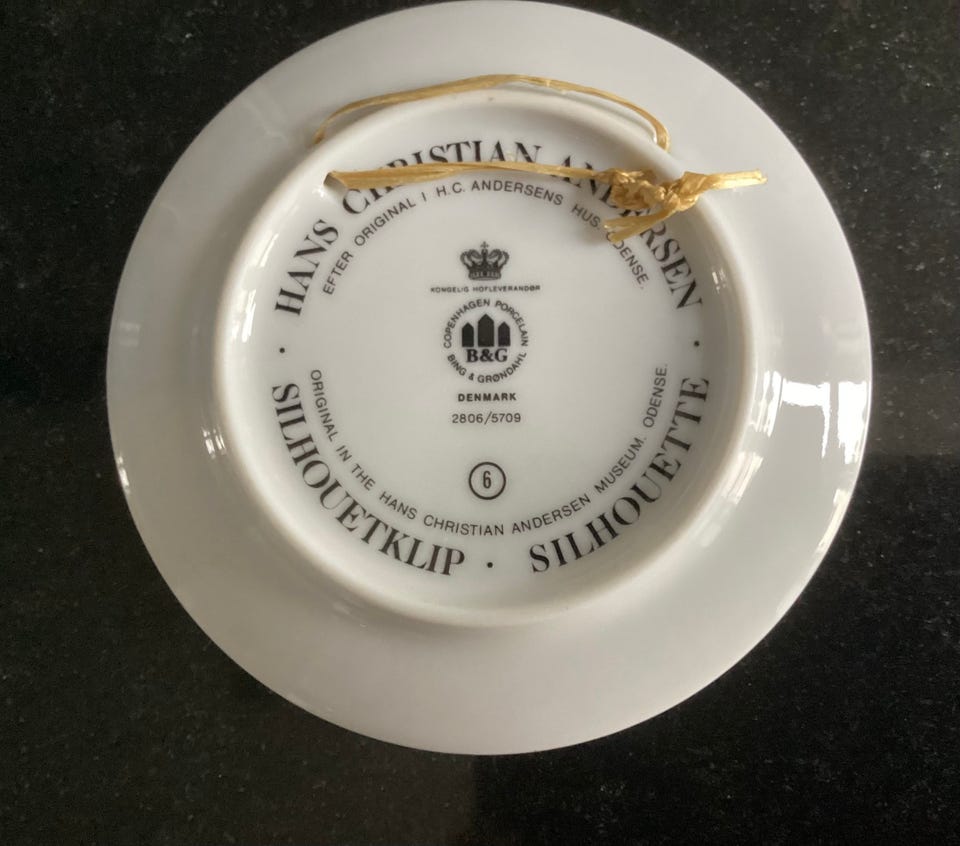 HANS CHRISTIAN ANDERSEN
EFTER ORIGINAL I H.C. ANDERSENS HUS. ODENSE.
KONGELIG HOFLEVERANDØR
COPENHAGEN PORCELAIN
B&G
BING & GRØNDAHL
DENMARK
2806/5709
6
ORIGINAL IN THE HANS CHRISTIAN ANDERSEN MUSEUM. ODENSE.
· SILHOUETKLIP · SILHOUETTE ·